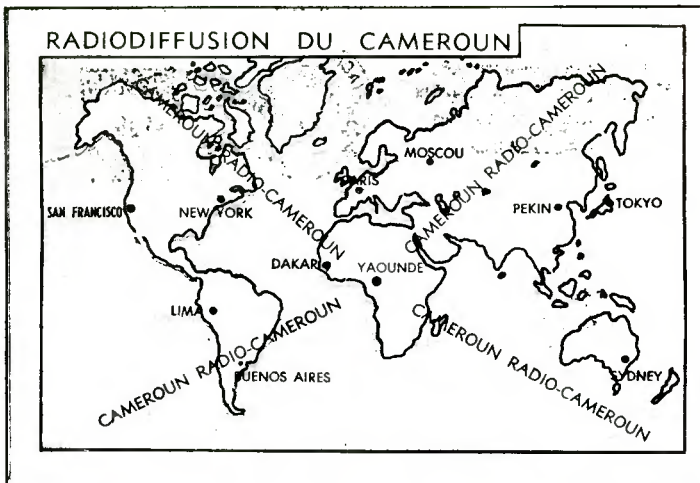 RADIODIFFUSION DU CAMEROUN
CAMEROUN RADIO-CAMEROUN
CAMEROUN RADIO-CAMEROUN
MOSCOU
PARIS
SAN FRANCISCO
NEW YORK
PEKIN
TOKYO
DAKAR
YAOUNDE
LIMA
CAMEROUN RADIO-CAMEROUN
CAMEROUN RADIO-CAMEROUN
BUENOS AIRES
SYDNEY